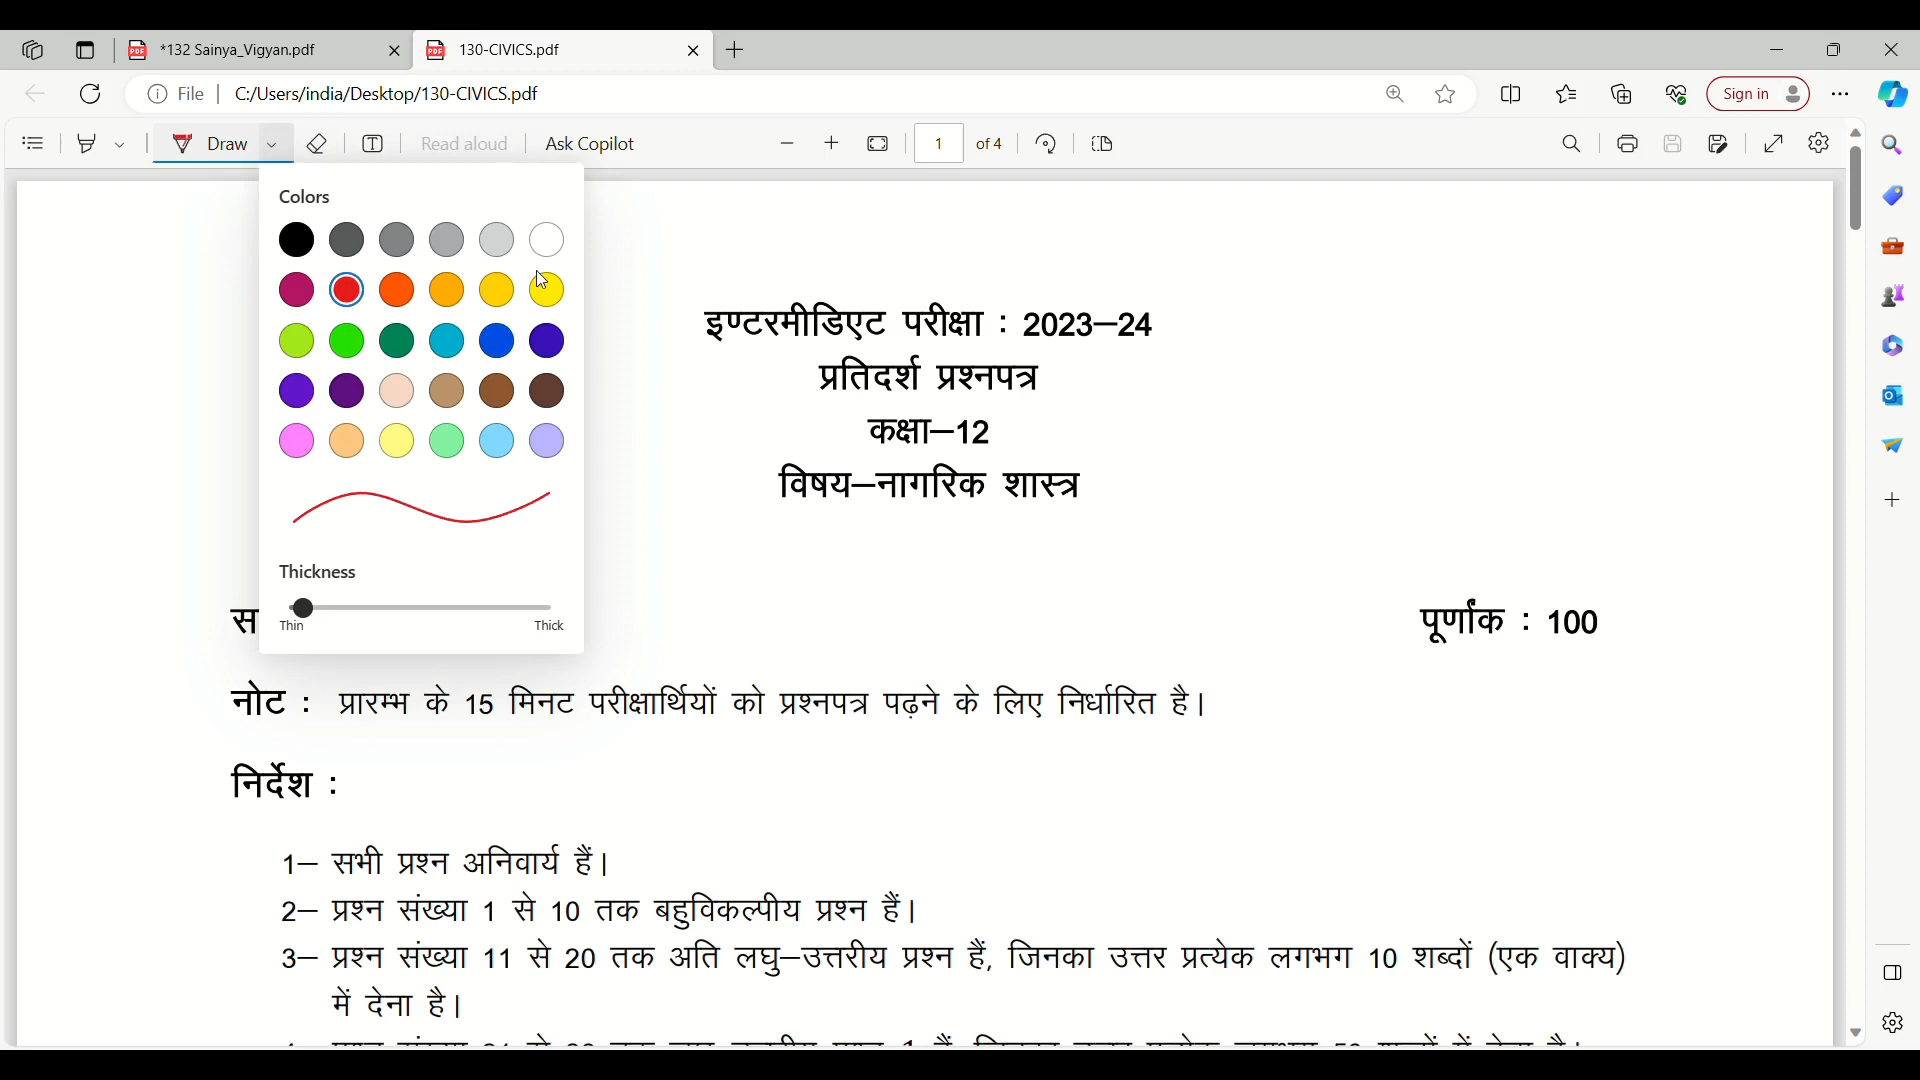 *132 Sainya_Vigyan.pdf
130-CIVICS.pdf
File
C:/Users/india/Desktop/130-CIVICS.pdf
Sign in
Draw
Read aloud
Ask Copilot
1
of 4
Colors
Thickness
Thin
Thick
इण्टरमीडिएट परीक्षा : 2023–24
प्रतिदर्श प्रश्नपत्र
कक्षा–12
विषय–नागरिक शास्त्र
पूर्णांक : 100
नोट : प्रारम्भ के 15 मिनट परीक्षार्थियों को प्रश्नपत्र पढ़ने के लिए निर्धारित है।
निर्देश :
1– सभी प्रश्न अनिवार्य हैं।
2– प्रश्न संख्या 1 से 10 तक बहुविकल्पीय प्रश्न हैं।
3– प्रश्न संख्या 11 से 20 तक अति लघु–उत्तरीय प्रश्न हैं, जिनका उत्तर प्रत्येक लगभग 10 शब्दों (एक वाक्य)
में देना है।